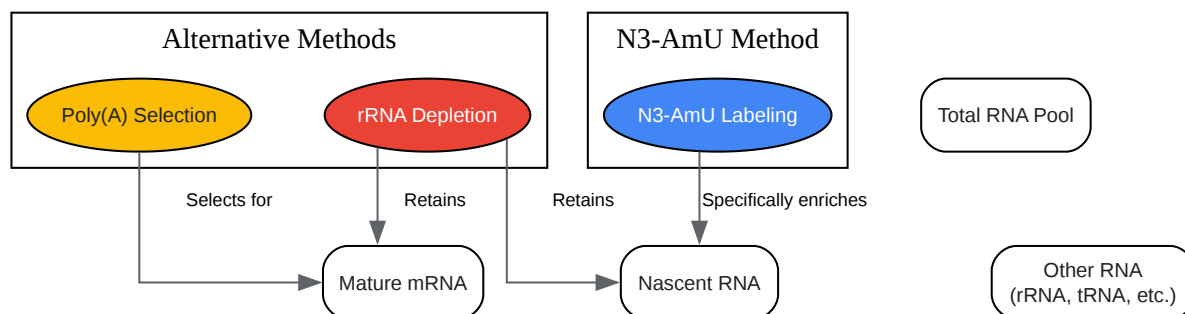 Alternative Methods
N3-AmU Method
Poly(A) Selection
rRNA Depletion
N3-AmU Labeling
Total RNA Pool
Selects for
Retains
Retains
Specifically enriches
Mature mRNA
Nascent RNA
Other RNA
(rRNA, tRNA, etc.)